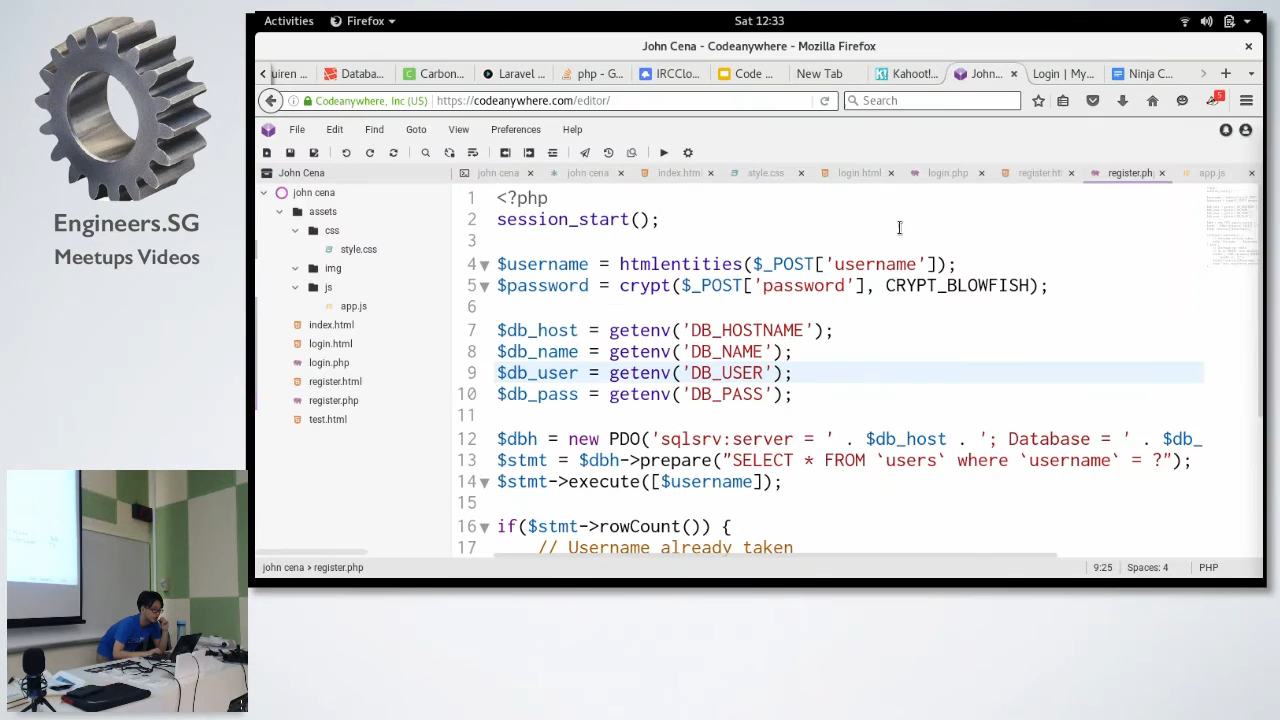 Activities
Firefox
Sat 12:33
John Cena - Codeanywhere - Mozilla Firefox
uiren ...
Databa...
Carbon...
Laravel ...
php - G...
IRCClo...
Code ...
New Tab
Kahoot!...
John...
Login | My...
Ninja C...
Codeanywhere, Inc (US)
https://codeanywhere.com/editor/
Search
5
File
Edit
Find
Goto
View
Preferences
Help
John Cena
john cena
john cena
index.html
style.css
login.html
login.php
register.ht
register.ph
app.js
john cena
assets
css
style.css
img
js
app.js
index.html
login.html
login.php
register.html
register.php
test.html
1 <?php
2 session_start();
3
4 $username = htmlentities($_POST['username']);
5 $password = crypt($_POST['password'], CRYPT_BLOWFISH);
6
7 $db_host = getenv('DB_HOSTNAME');
8 $db_name = getenv('DB_NAME');
9 $db_user = getenv('DB_USER');
10 $db_pass = getenv('DB_PASS');
11
12 $dbh = new PDO('sqlsrv:server = ' . $db_host . '; Database = ' . $db_
13 $stmt = $dbh->prepare("SELECT * FROM `users` where `username` = ?");
14 $stmt->execute([$username]);
15
16 if($stmt->rowCount()) {
17 // Username already taken
john cena > register.php
9:25
Spaces: 4
PHP
Engineers.SG
Meetups Videos